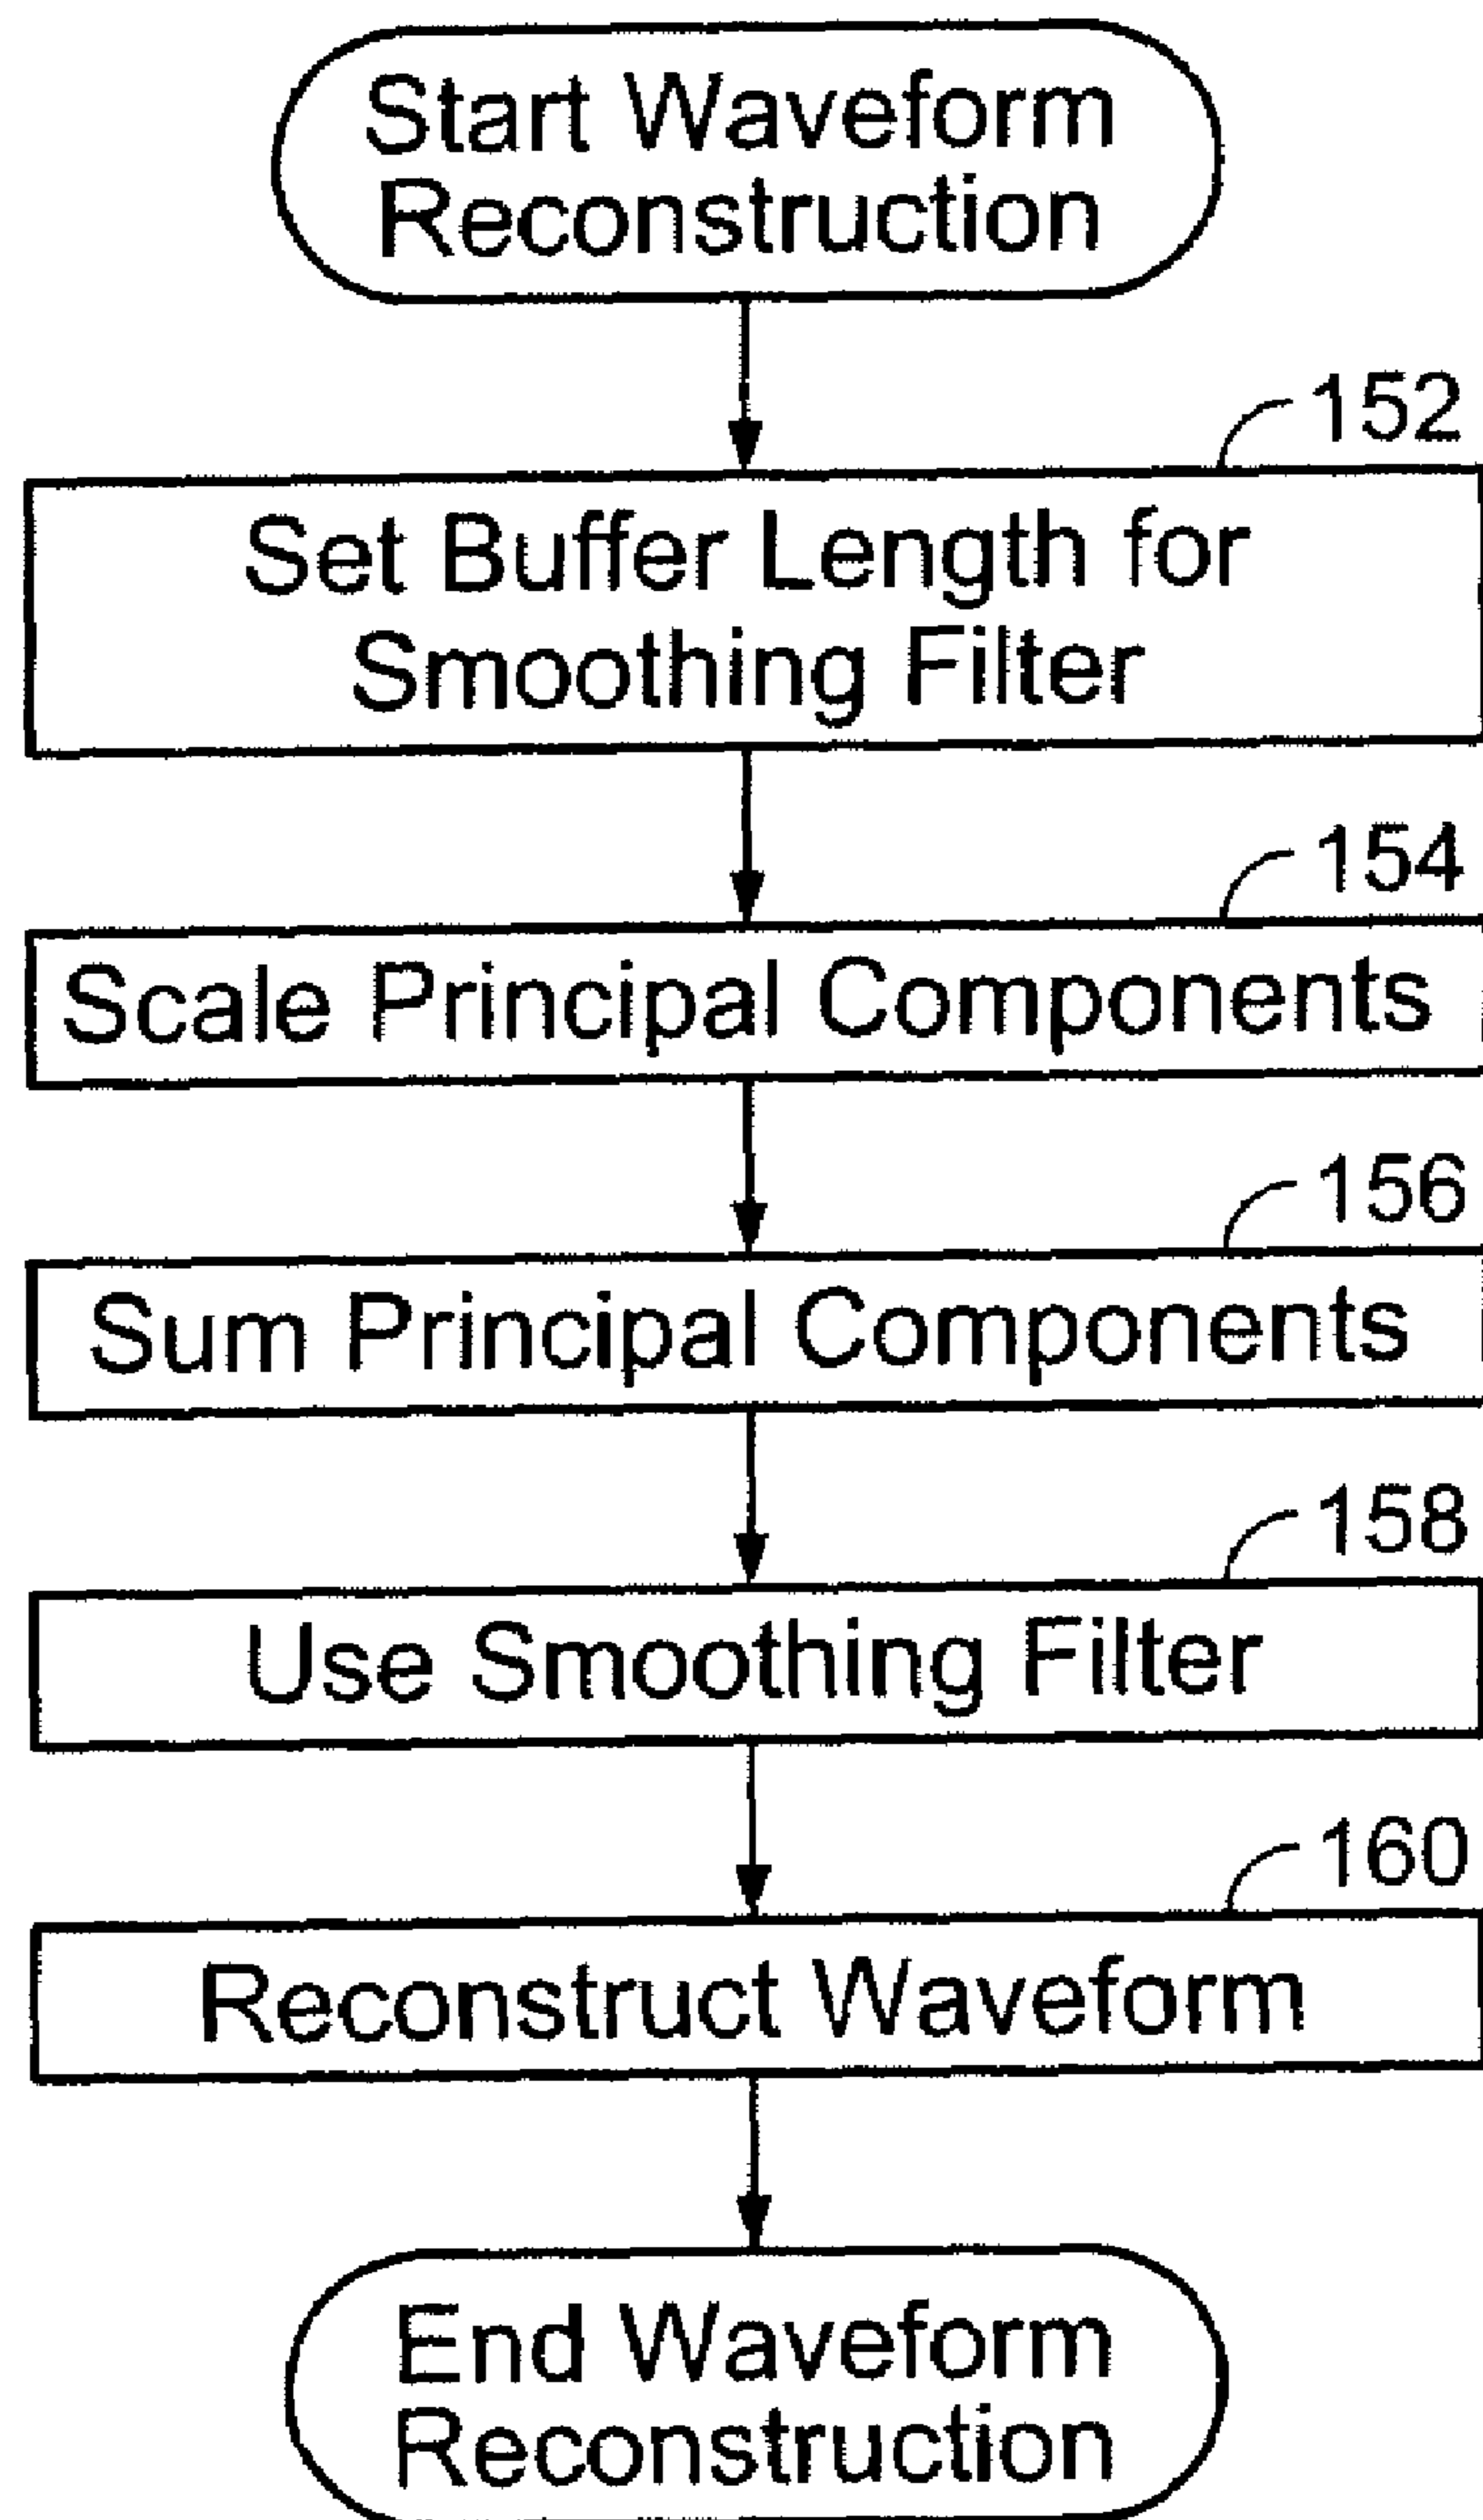 Start Waveform
Reconstruction
152
Set Buffer Length for
Smoothing Filter
154
Scale Principal Components
156
Sum Principal Components
158
Use Smoothing Filter
160
Reconstruct Waveform
End Waveform
Reconstruction